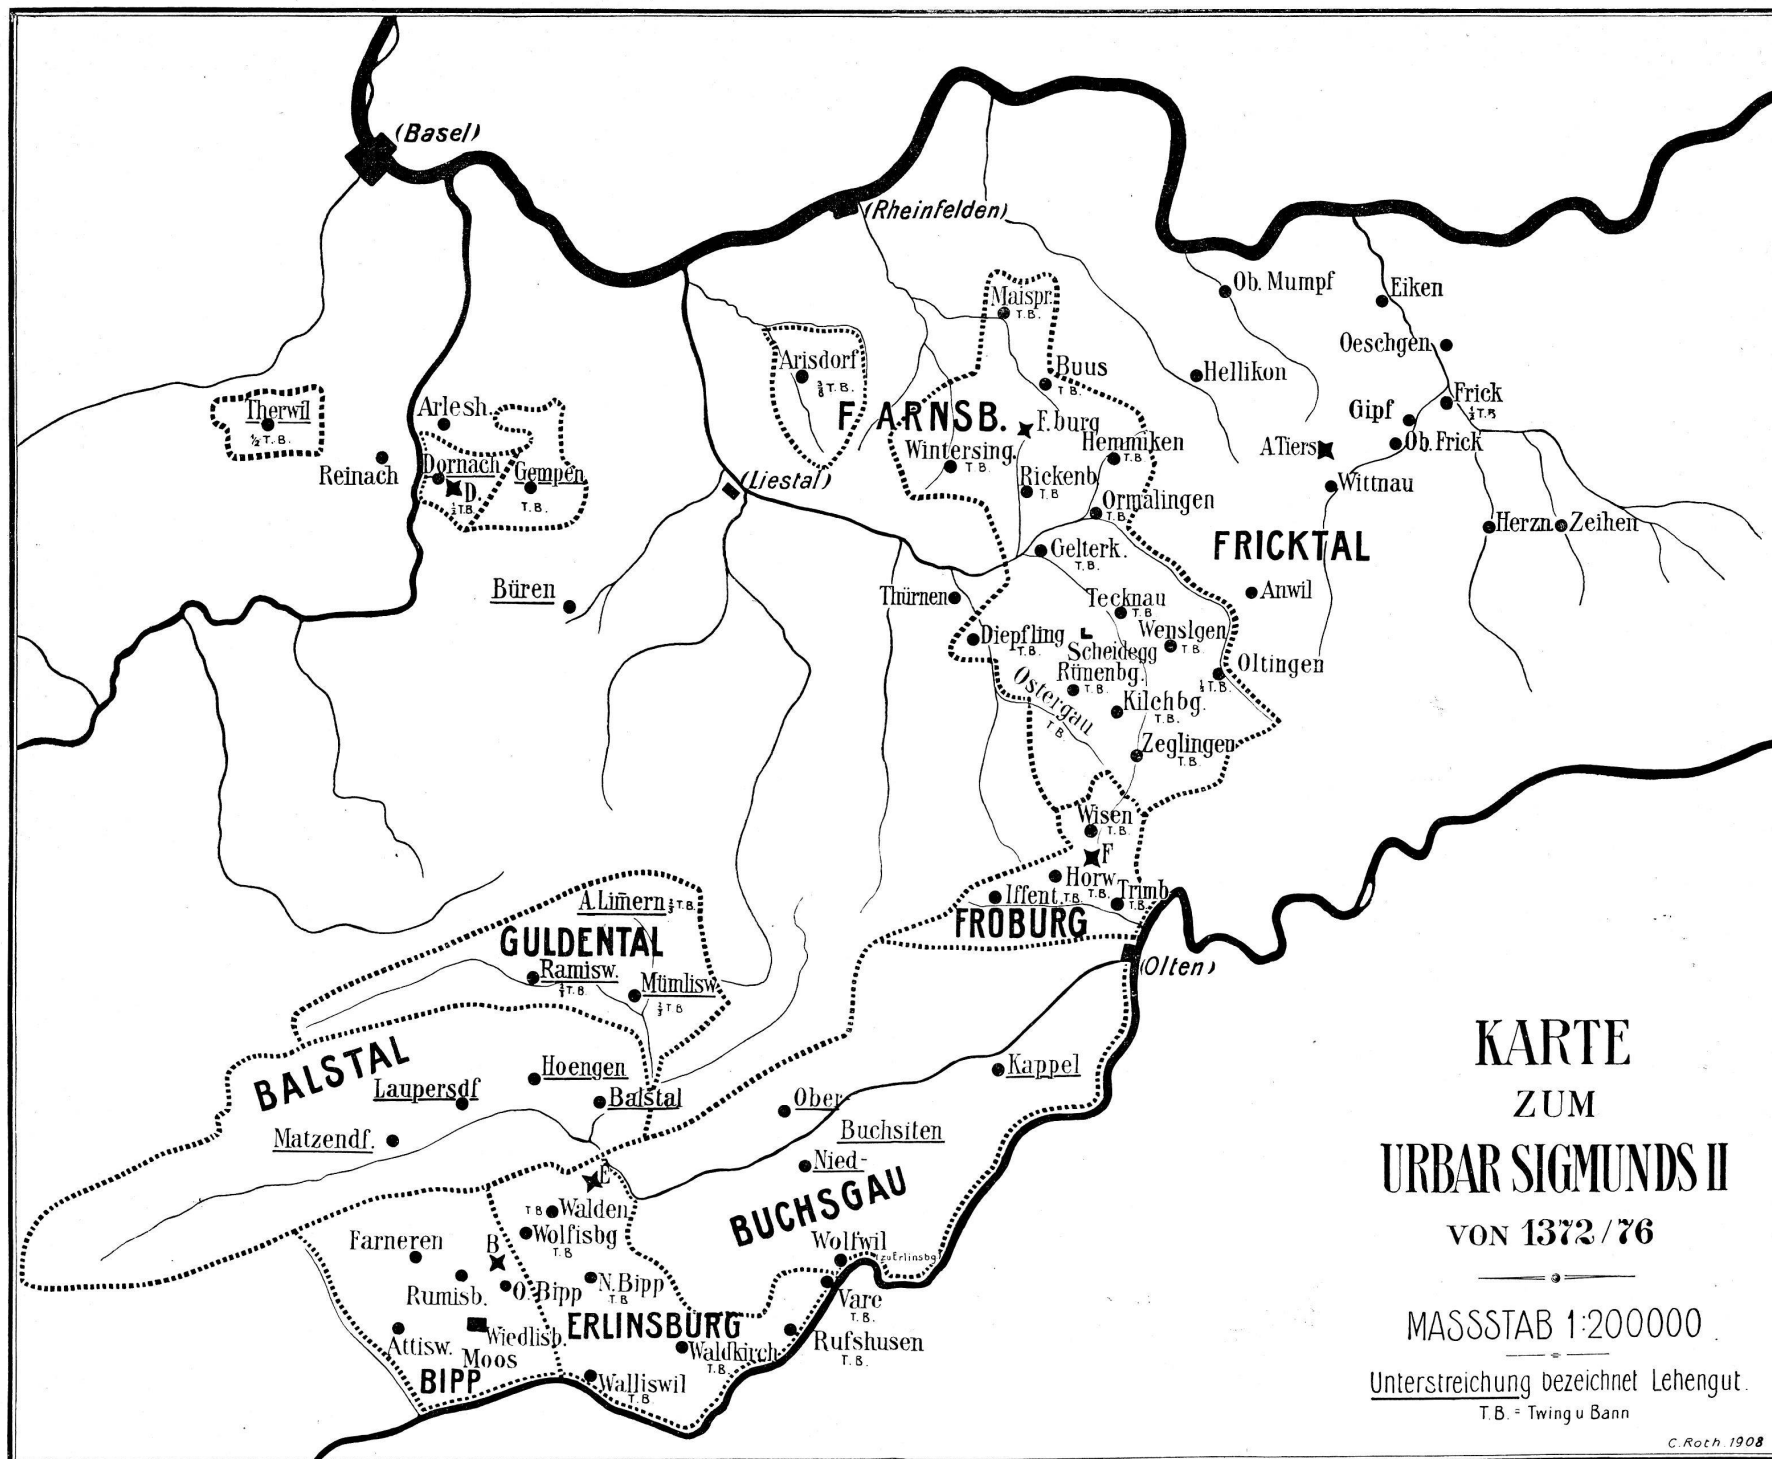 (Basel)
(Rheinfelden)
Ob. Mumpf
Eiken
Maispr.
T.B.
Oeschgen
Arisdorf
3/8 T.B.
Buus
T.B.
Hellikon
Frick
½ T.B.
Therwil
½ T.B.
Arlesh.
F. ARNSB.
F. burg
Gipf
Ob. Frick
A Tierst
Hemmiken
T.B.
Wintersing.
T.B.
Reinach
Dornach
D.
½ T.B.
Gempen
T.B.
(Liestal)
Rickenb.
T.B.
Wittnau
Ormalingen
T.B.
Herzn.
Zeihen
FRICKTAL
Gelterk.
T.B.
Büren
Thürnen
Tecknau
T.B.
Anwil
Diepfling
T.B.
Wenslgen
T.B.
Scheidegg
Oltingen
T.B.
Rünenbg.
T.B.
Ostergau
T.B.
Kilchbg.
T.B.
Zeglingen
T.B.
Wisen
T.B.
F
Horw.
T.B.
Iffent.
T.B.
Trimb.
T.B.
FROBURG
(Olten)
A. Lim̄ern
T.B.
GULDENTAL
Ramisw.
T.B.
Mümlisw.
T.B.
BALSTAL
Hoengen
Laupersdf
Balstal
Matzendf.
Kappel
Ober-
Buchsiten
Nied-
BUCHSGAU
E
T.B. Walden
Wolfisbg
T.B.
Farneren
B
Wolfwil
(zu Erlinsbg)
N. Bipp
T.B.
O. Bipp
Rumisb.
Vare
T.B.
ERLINSBURG
Attisw.
Wiedlisb.
Rufshusen
T.B.
Moos
Waldkirch
T.B.
BIPP
Walliswil
T.B.
KARTE
ZUM
URBAR SIGMUNDS II
VON 1372/76
MASSSTAB 1:200000.
Unterstreichung bezeichnet Lehengut.
T.B. = Twing u Bann
C. Roth. 1908